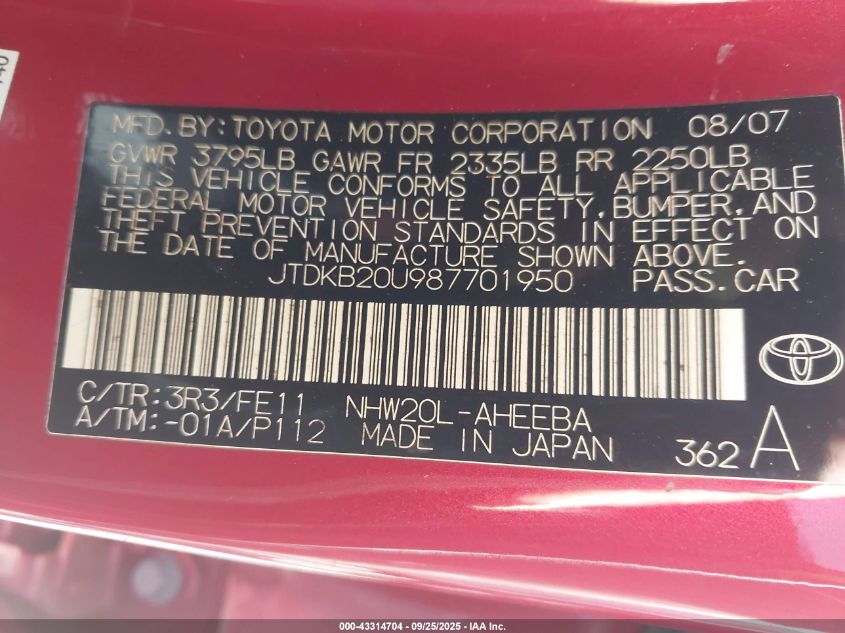 MFD.BY:TOYOTA MOTOR CORPORATION 08/07
GVWR 3795LB GAWR FR 2335LB RR 2250LB
THIS VEHICLE CONFORMS TO ALL APPLICABLE
FEDERAL MOTOR VEHICLE SAFETY,BUMPER,AND
THEFT PREVENTION STANDARDS IN EFFECT ON
THE DATE OF MANUFACTURE SHOWN ABOVE.
JTDKB20U987701950 PASS.CAR
C/TR:3R3/FE11 NHW20L-AHEEBA
A/TM:-01A/P112 MADE IN JAPAN 362 A
000-43314704 - 09/25/2025 - IAA Inc.